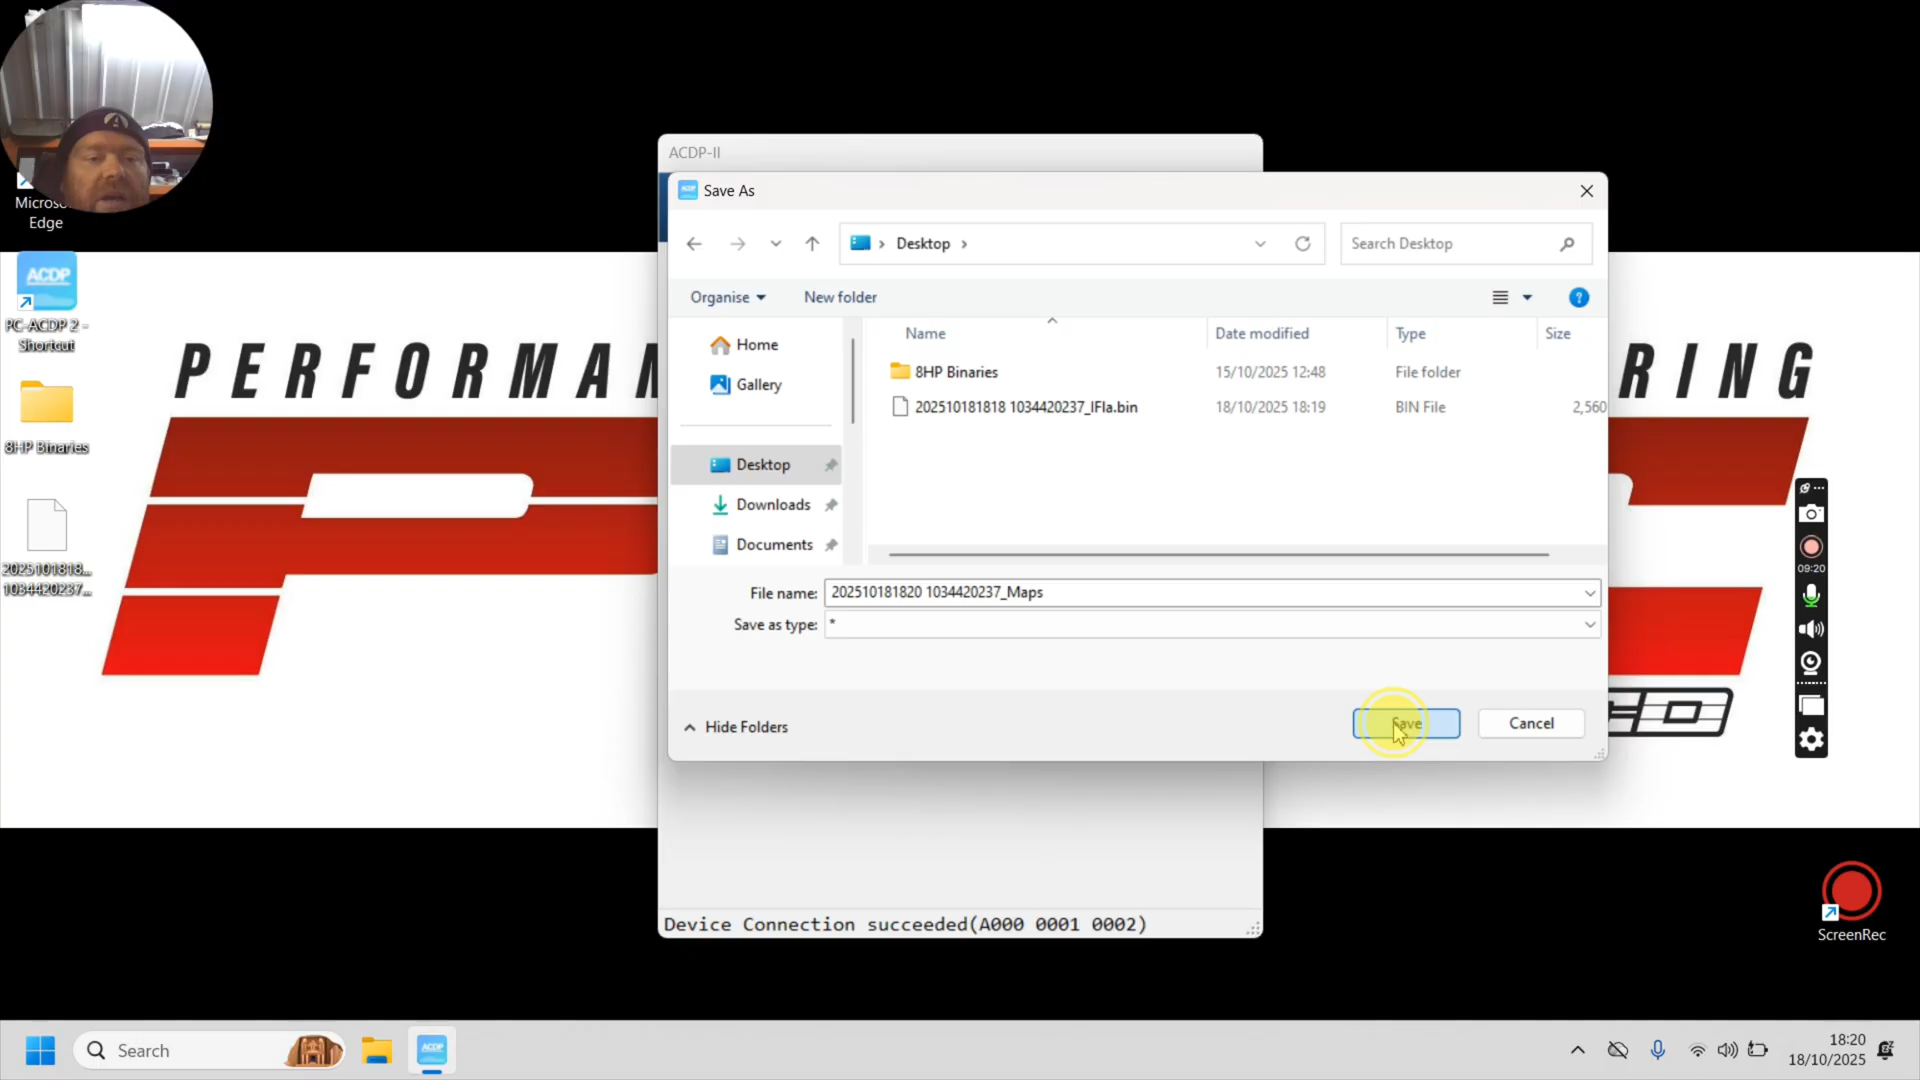 Microso
Edge
ACDP
PC-ACDP 2 -
Shortcut
8HP Binaries
2025101818...
1034420237...
PERFORMAN
RING
ACDP-II
ACDP
Save As
Desktop
Search Desktop
Organise
New folder
?
Home
Gallery
Desktop
Downloads
Documents
Name
Date modified
Type
Size
8HP Binaries
15/10/2025 12:48
File folder
202510181818 1034420237_IFla.bin
18/10/2025 18:19
BIN File
2,560
File name:
202510181820 1034420237_Maps
Save as type:
*
Hide Folders
Save
Cancel
Device Connection succeeded(A000 0001 0002)
09:20
ScreenRec
Search
ACDP
18:20
18/10/2025